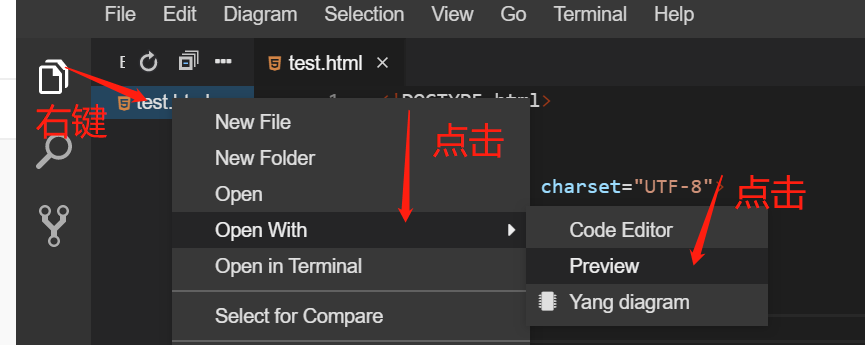 File Edit Diagram Selection View Go Terminal Help
E test.html
test.h
右键
1 <!DOCTYPE html>
New File
点击
New Folder
Open
charset="UTF-8">
点击
Open With
Code Editor
Open in Terminal
Preview
Yang diagram
Select for Compare